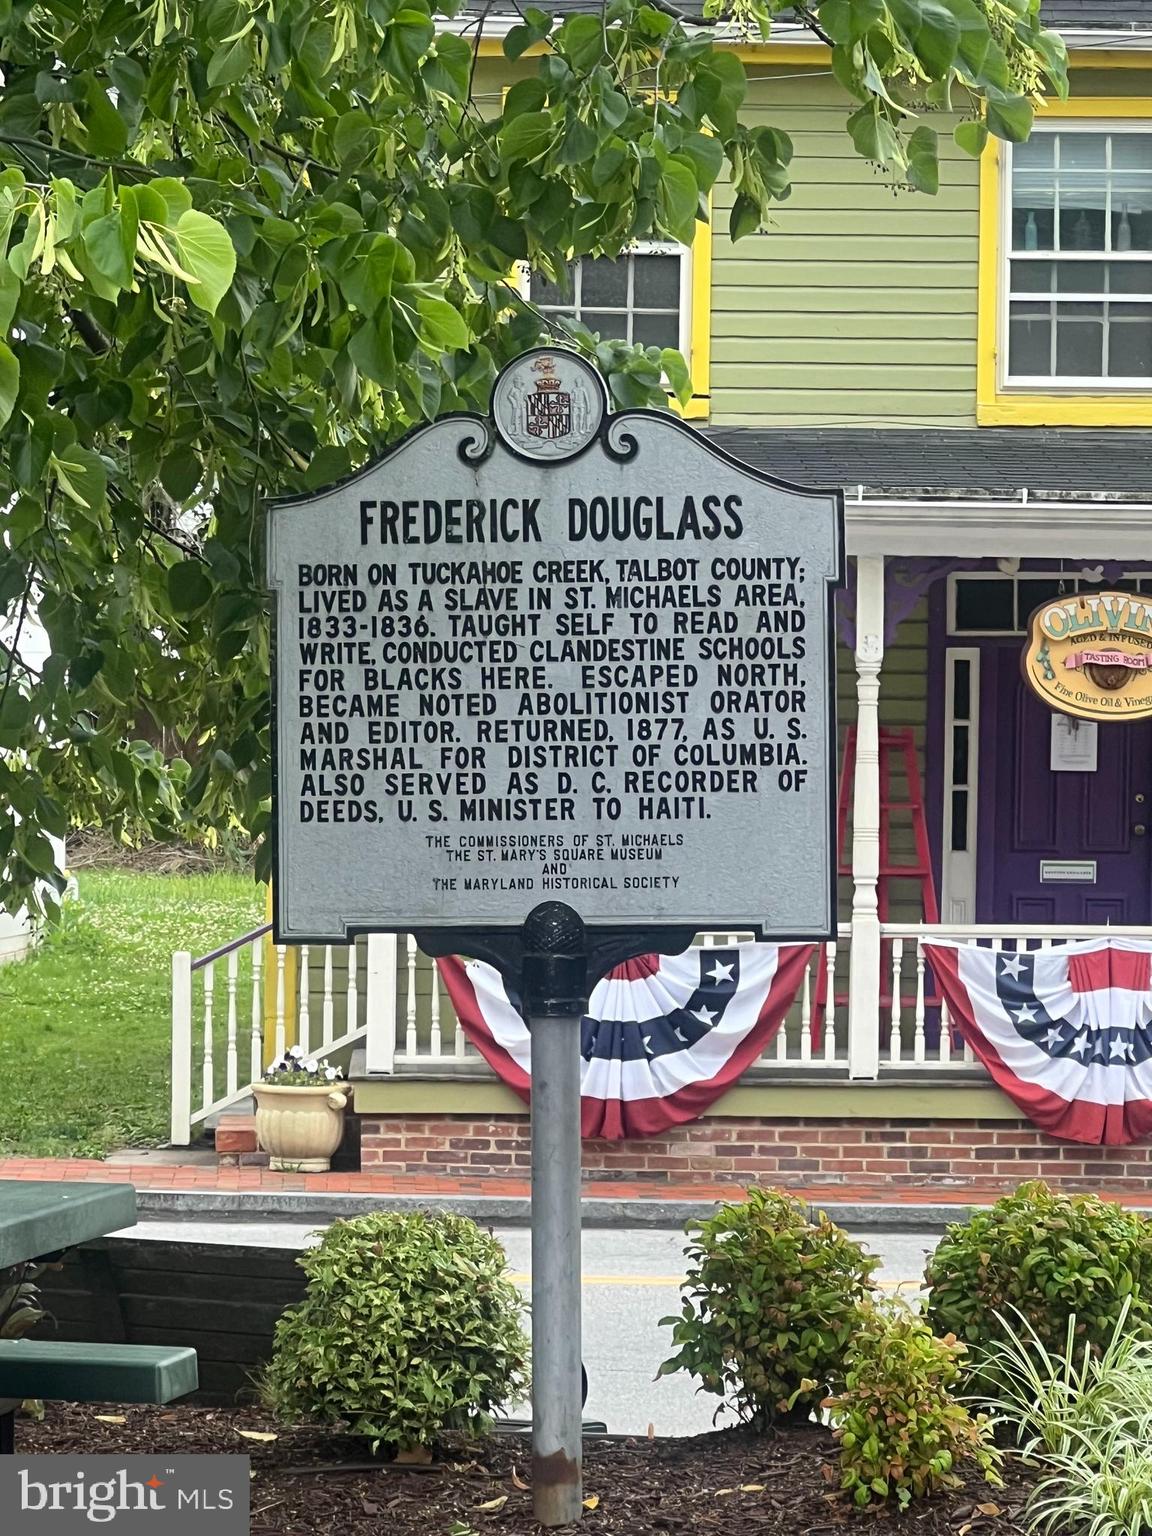 FREDERICK DOUGLASS
BORN ON TUCKAHOE CREEK, TALBOT COUNTY;
LIVED AS A SLAVE IN ST. MICHAELS AREA,
1833-1836. TAUGHT SELF TO READ AND
WRITE, CONDUCTED CLANDESTINE SCHOOLS
FOR BLACKS HERE. ESCAPED NORTH,
BECAME NOTED ABOLITIONIST ORATOR
AND EDITOR. RETURNED, 1877, AS U. S.
MARSHAL FOR DISTRICT OF COLUMBIA.
ALSO SERVED AS D. C. RECORDER OF
DEEDS, U. S. MINISTER TO HAITI.
THE COMMISSIONERS OF ST. MICHAELS
THE ST. MARY'S SQUARE MUSEUM
AND
THE MARYLAND HISTORICAL SOCIETY
OLIVIN
AGED & INFUSED
TASTING ROOM
Fine Olive Oil & Vineg
bright™ MLS